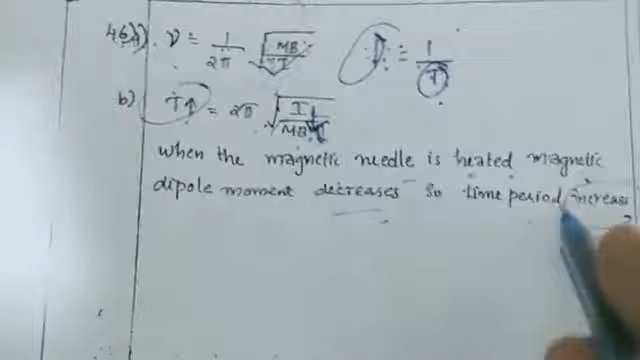 46) a) ν = 1/2π √MB/I ν = 1/T
b) T↑ = 2π √I/MB↓
when the magnetic needle is heated magnetic
dipole moment decreases so time period increase